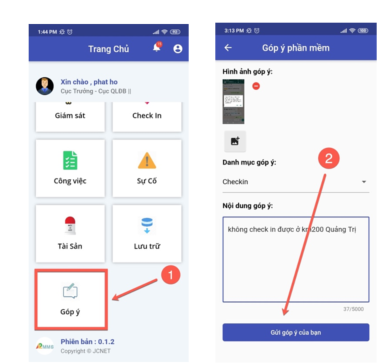 1:44 PM
Trang Chủ
Xin chào , phat ho
Cục Trưởng - Cục QLĐB ||
Giám sát
Check In
Công việc
Sự Cố
Tài Sản
Lưu trữ
Góp ý
1
Phiên bản : 0.1.2
Copyright © JCNET
3:13 PM
Góp ý phần mềm
Hình ảnh góp ý:
Danh mục góp ý:
2
Checkin
Nội dung góp ý:
không check in được ở km200 Quảng Trị
37/5000
Gửi góp ý của bạn